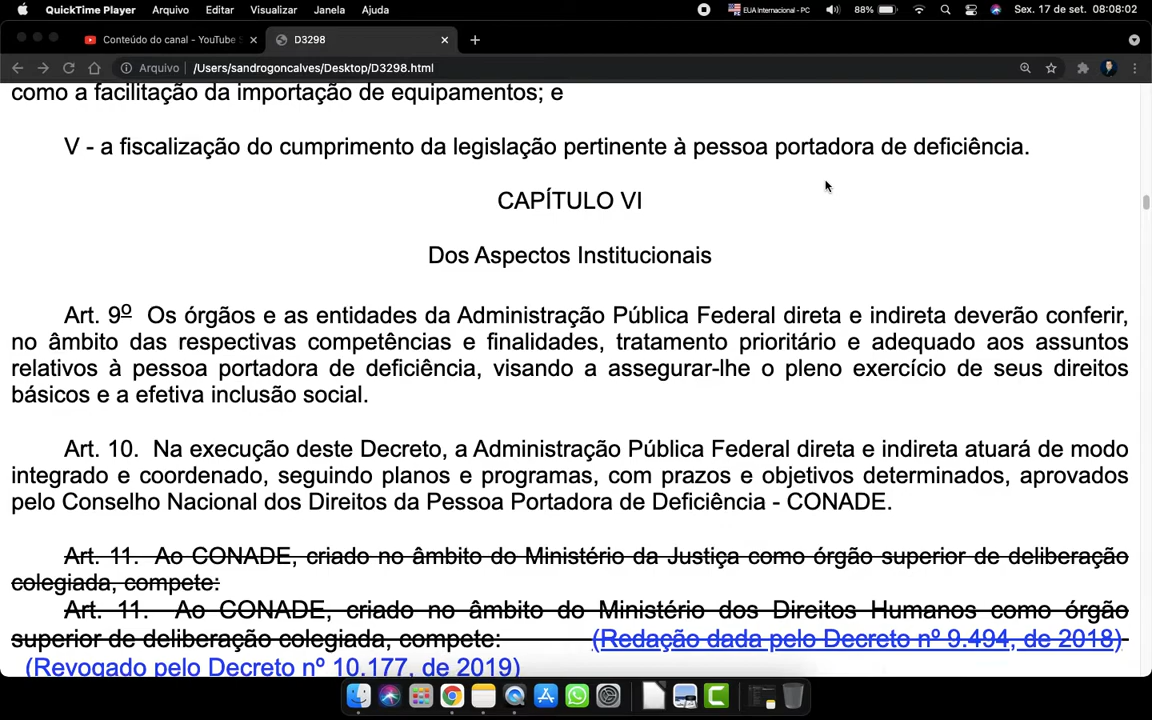 QuickTime Player Arquivo Editar Visualizar Janela Ajuda EUA Internacional - PC 88% Sex. 17 de set. 08:08:02
Conteúdo do canal - YouTube S D3298
Arquivo /Users/sandrogoncalves/Desktop/D3298.html
como a facilitação da importação de equipamentos; e
V - a fiscalização do cumprimento da legislação pertinente à pessoa portadora de deficiência.
CAPÍTULO VI
Dos Aspectos Institucionais
Art. 9º Os órgãos e as entidades da Administração Pública Federal direta e indireta deverão conferir,
no âmbito das respectivas competências e finalidades, tratamento prioritário e adequado aos assuntos
relativos à pessoa portadora de deficiência, visando a assegurar-lhe o pleno exercício de seus direitos
básicos e a efetiva inclusão social.
Art. 10. Na execução deste Decreto, a Administração Pública Federal direta e indireta atuará de modo
integrado e coordenado, seguindo planos e programas, com prazos e objetivos determinados, aprovados
pelo Conselho Nacional dos Direitos da Pessoa Portadora de Deficiência - CONADE.
Art. 11. Ao CONADE, criado no âmbito do Ministério da Justiça como órgão superior de deliberação
colegiada, compete:
Art. 11. Ao CONADE, criado no âmbito do Ministério dos Direitos Humanos como órgão
superior de deliberação colegiada, compete: (Redação dada pelo Decreto nº 9.494, de 2018)
(Revogado pelo Decreto nº 10.177, de 2019)